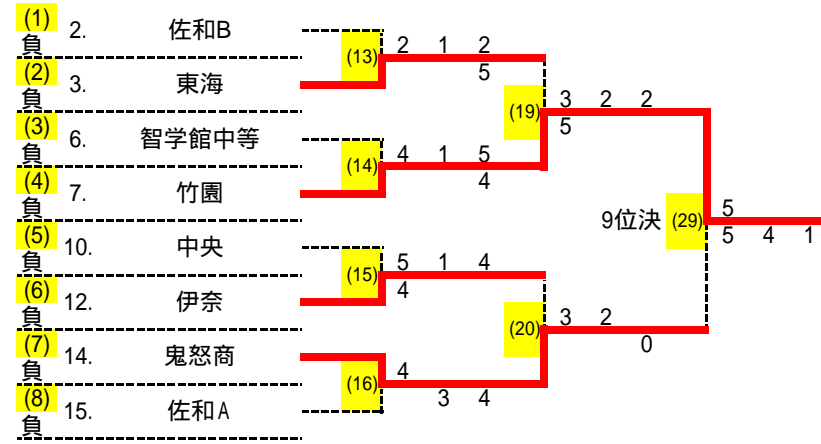 (1)
負 2. 佐和B
(13) 2 1 2
5
(2)
負 3. 東海
(19) 3 2 2
5
(3)
負 6. 智学館中等
(14) 4 1 5
4
(4)
負 7. 竹園
9位決 (29) 5
5 4 1
(5)
負 10. 中央
(15) 5 1 4
4
(6)
負 12. 伊奈
(20) 3 2
0
(7)
負 14. 鬼怒商
(16) 4
3 4
(8)
負 15. 佐和A